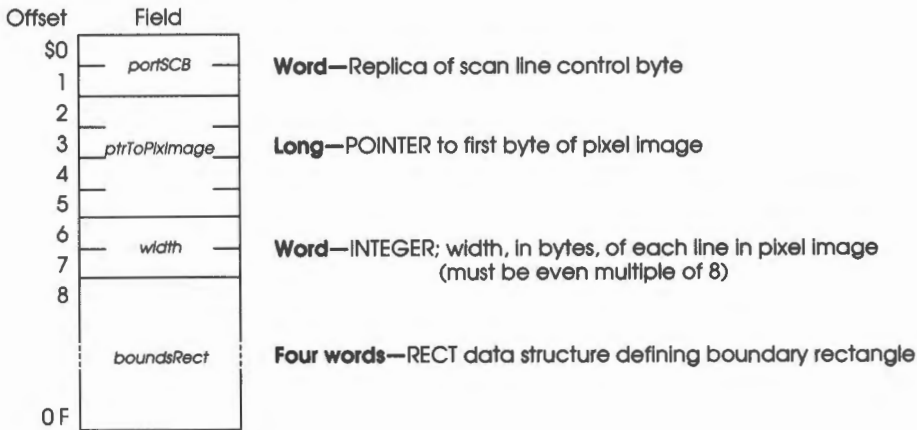 Offset Field
$0
portSCB Word—Replica of scan line control byte
1
2
3 ptrToPixImage Long—POINTER to first byte of pixel image
4
5
6
width Word—INTEGER; width, in bytes, of each line in pixel image
7 (must be even multiple of 8)
8
boundsRect Four words—RECT data structure defining boundary rectangle
0F